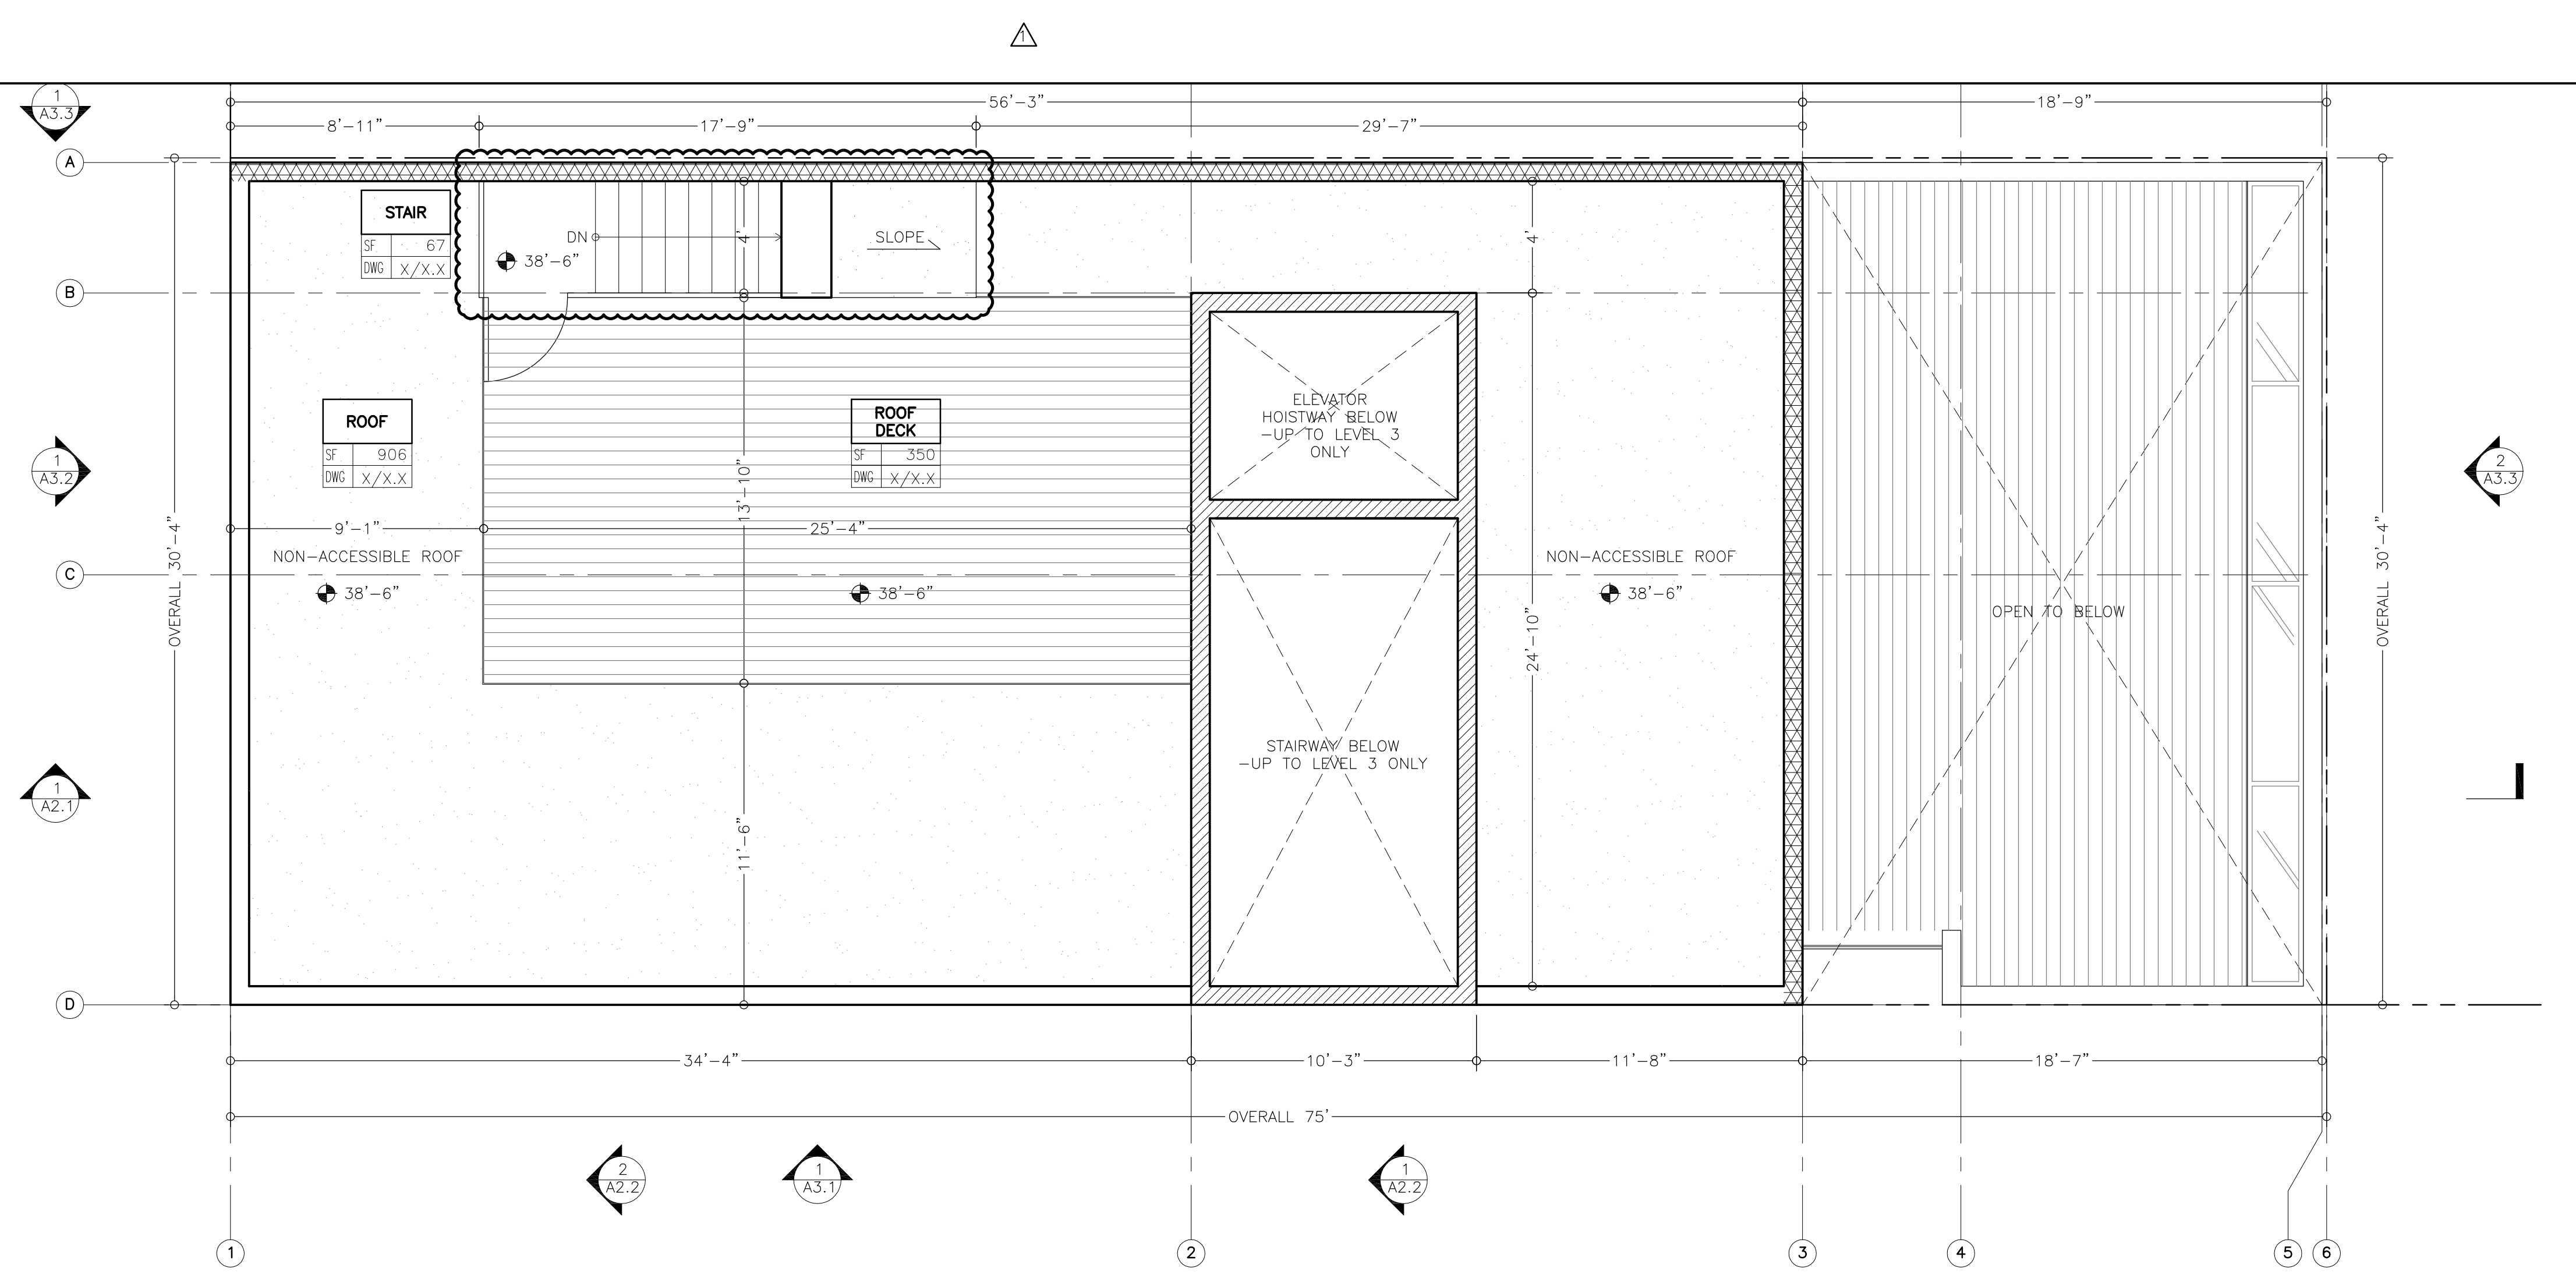 1
1
A3.3
56'-3"
18'-9"
8'-11"
17'-9"
29'-7"
A
STAIR
SF 67
DWG X/X.X
DN
4'
SLOPE
4'
38'-6"
B
ROOF
SF 906
DWG X/X.X
ROOF
DECK
SF 350
DWG X/X.X
ELEVATOR
HOISTWAY BELOW
-UP TO LEVEL 3
ONLY
1
A3.2
2
A3.3
13'-10"
9'-1"
25'-4"
OVERALL 30'-4"
OVERALL 30'-4"
NON-ACCESSIBLE ROOF
NON-ACCESSIBLE ROOF
C
38'-6"
38'-6"
38'-6"
OPEN TO BELOW
24'-10"
STAIRWAY BELOW
-UP TO LEVEL 3 ONLY
1
A2.1
11'-6"
D
34'-4"
10'-3"
11'-8"
18'-7"
OVERALL 75'
2
A2.2
1
A3.1
1
A2.2
1
2
3
4
5
6